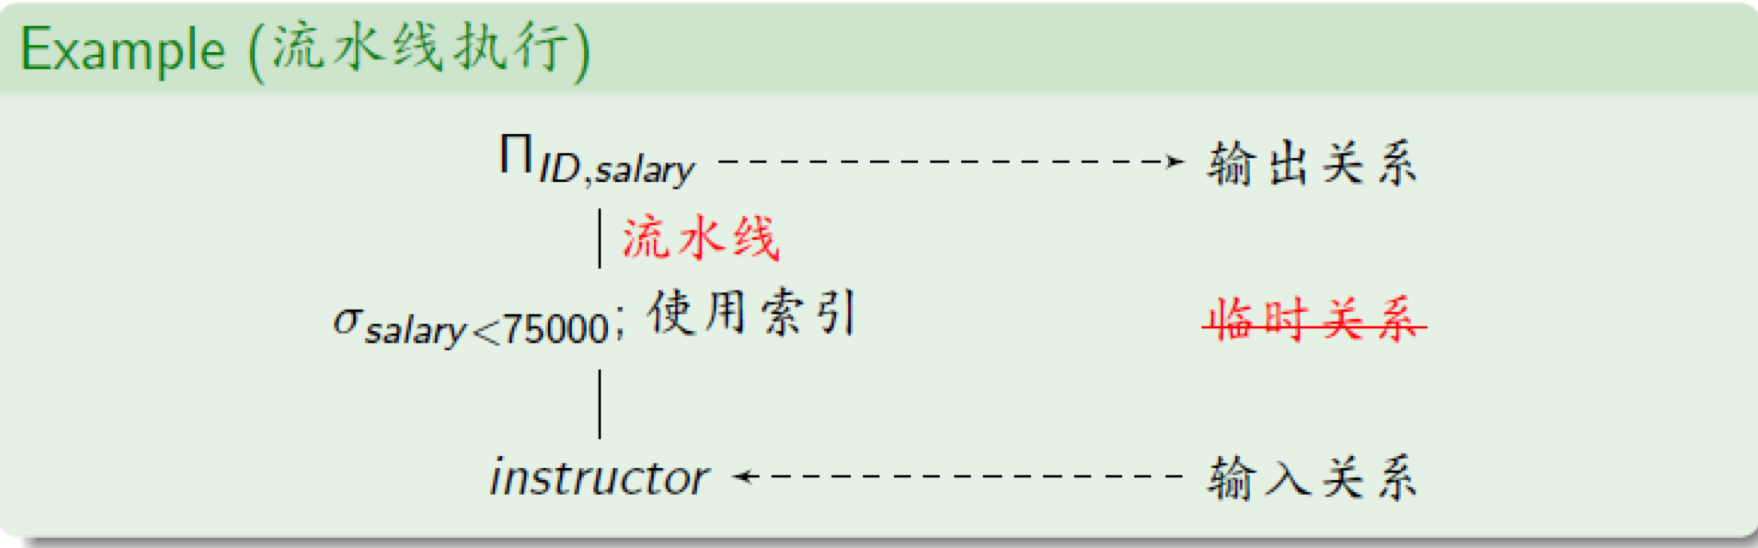 Example (流水线执行)
Π ID,salary 输出关系
流水线
σ salary<75000; 使用索引 临时关系
instructor 输入关系